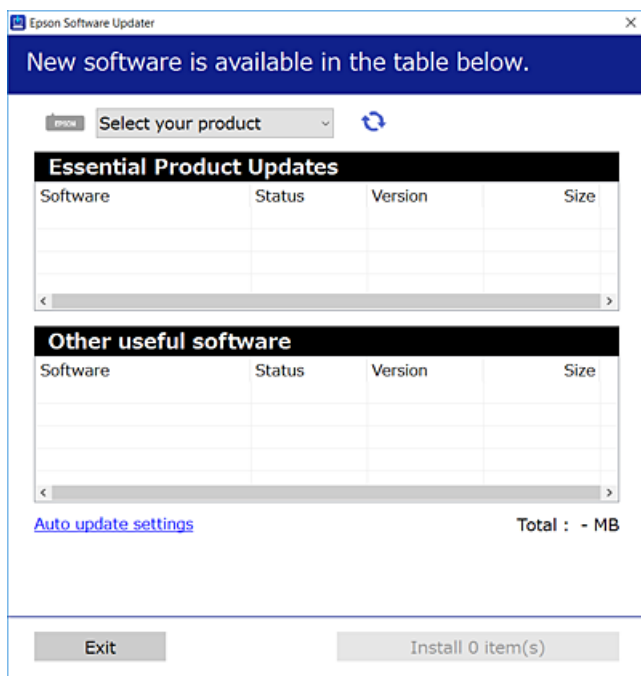 Epson Software Updater
New software is available in the table below.
EPSON Select your product
Essential Product Updates
Software Status Version Size
Other useful software
Software Status Version Size
Auto update settings Total : - MB
Exit Install 0 item(s)